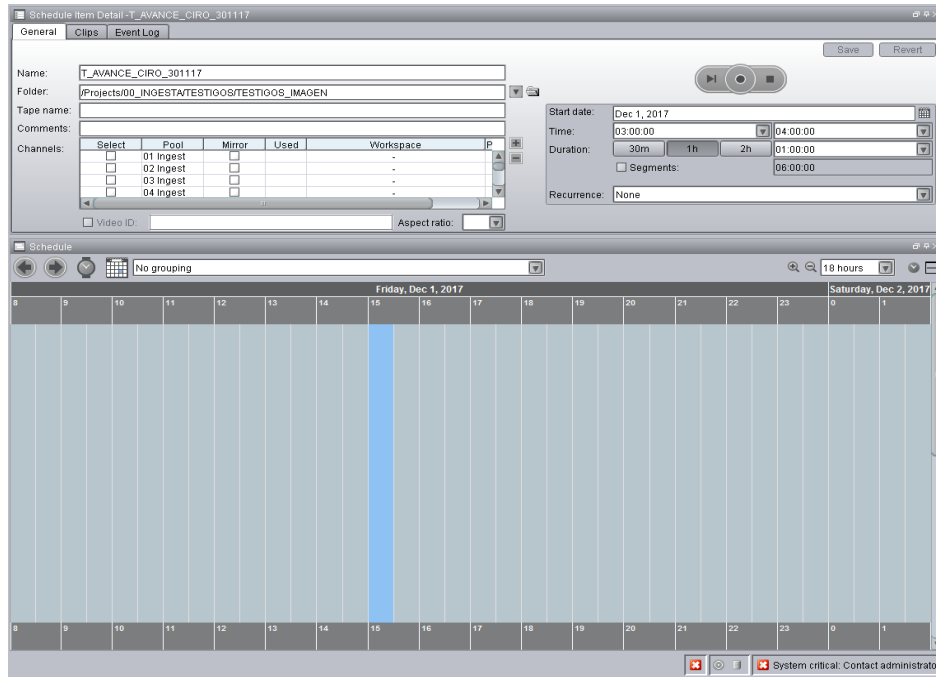 Schedule Item Detail -T_AVANCE_CIRO_301117
General Clips Event Log
Save Revert
Name: T_AVANCE_CIRO_301117
Folder: /Projects/00_INGESTA/TESTIGOS/TESTIGOS_IMAGEN
Tape name:
Comments:
Channels: Select Pool Mirror Used Workspace P
01 Ingest -
02 Ingest -
03 Ingest -
04 Ingest -
Video ID: Aspect ratio:
Start date: Dec 1, 2017
Time: 03:00:00 04:00:00
Duration: 30m 1h 2h 01:00:00
Segments: 06:00:00
Recurrence: None
Schedule
No grouping 18 hours
Friday, Dec 1, 2017 Saturday, Dec 2, 2017
8 9 10 11 12 13 14 15 16 17 18 19 20 21 22 23 0 1
8 9 10 11 12 13 14 15 16 17 18 19 20 21 22 23 0 1
System critical: Contact administrato